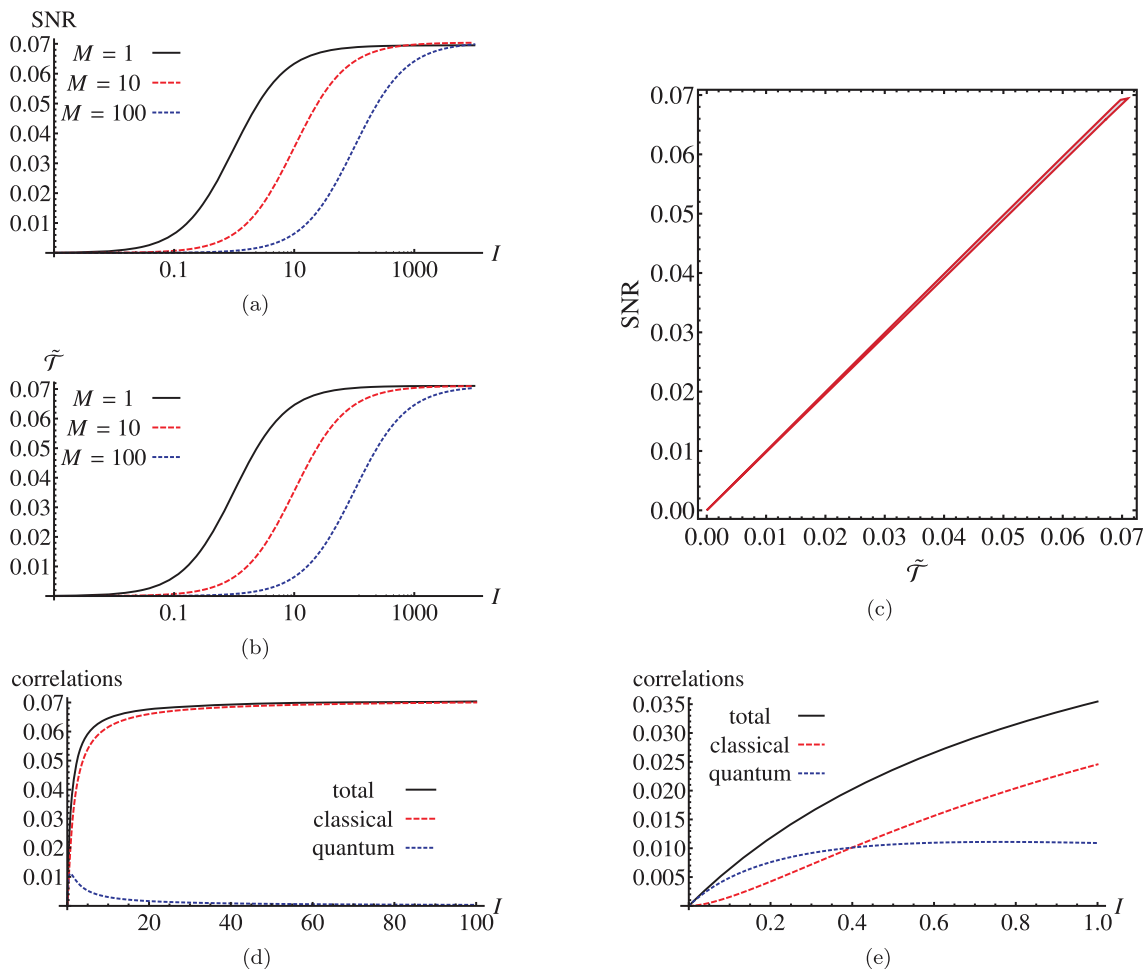 SNR
0.07
0.06
0.05
0.04
0.03
0.02
0.01
M = 1
M = 10
M = 100
0.1 10 1000 I
(a)
𝒯̃
0.07
0.06
0.05
0.04
0.03
0.02
0.01
M = 1
M = 10
M = 100
0.1 10 1000 I
(b)
SNR
0.07
0.06
0.05
0.04
0.03
0.02
0.01
0.00
0.00 0.01 0.02 0.03 0.04 0.05 0.06 0.07
𝒯̃
(c)
correlations
0.07
0.06
0.05
0.04
0.03
0.02
0.01
total
classical
quantum
20 40 60 80 100 I
(d)
correlations
0.035
0.030
0.025
0.020
0.015
0.010
0.005
total
classical
quantum
0.2 0.4 0.6 0.8 1.0 I
(e)